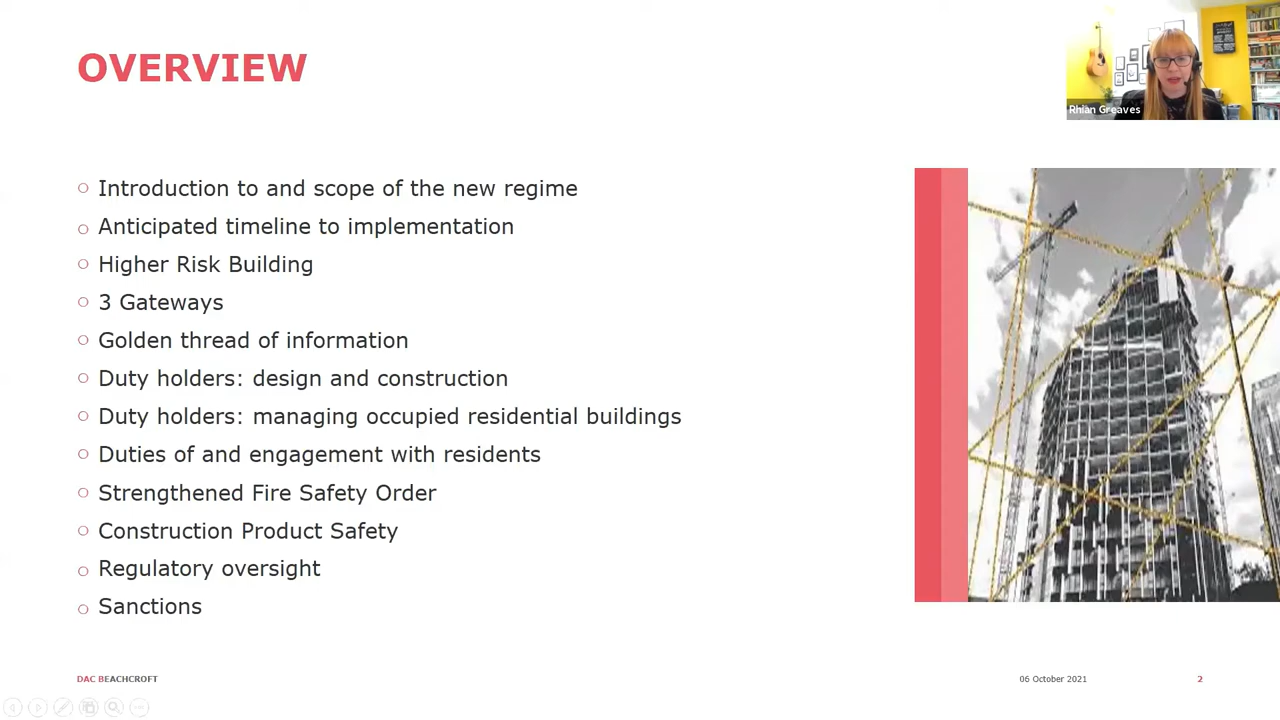 OVERVIEW
Rhian Greaves
Introduction to and scope of the new regime
Anticipated timeline to implementation
Higher Risk Building
3 Gateways
Golden thread of information
Duty holders: design and construction
Duty holders: managing occupied residential buildings
Duties of and engagement with residents
Strengthened Fire Safety Order
Construction Product Safety
Regulatory oversight
Sanctions
DAC BEACHCROFT
06 October 2021
2